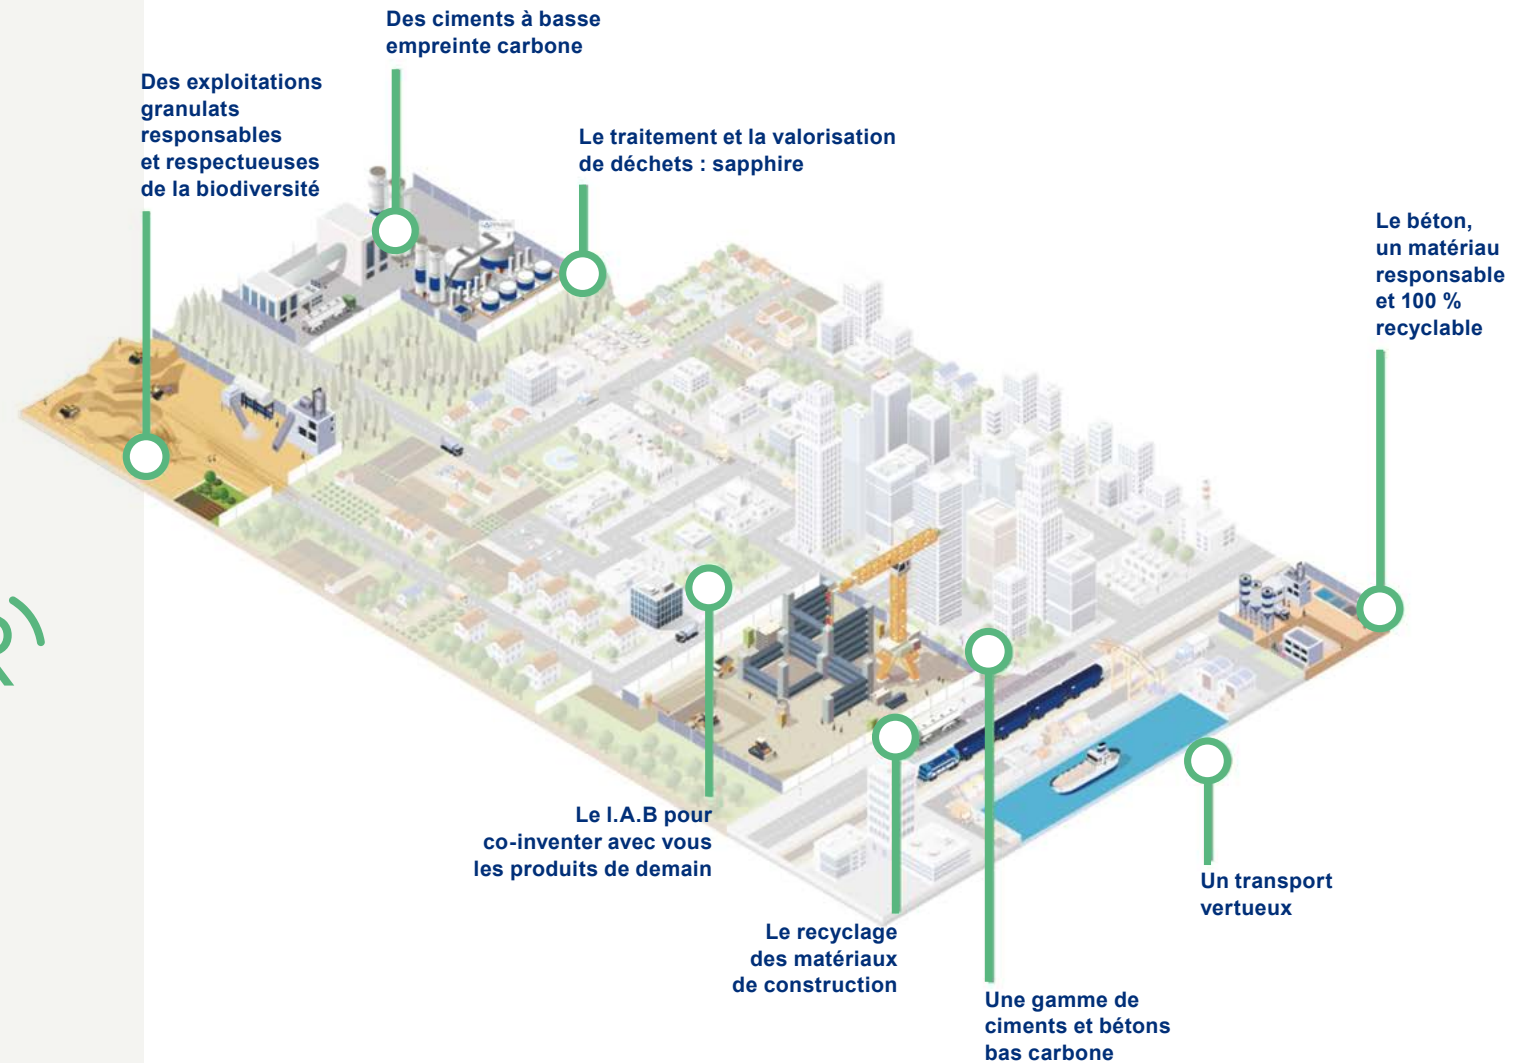 Des ciments à basse
empreinte carbone
Des exploitations
granulats
responsables
et respectueuses
de la biodiversité
Le traitement et la valorisation
de déchets : sapphire
Le béton,
un matériau
responsable
et 100 %
recyclable
Le I.A.B pour
co-inventer avec vous
les produits de demain
Un transport
vertueux
Le recyclage
des matériaux
de construction
Une gamme de
ciments et bétons
bas carbone